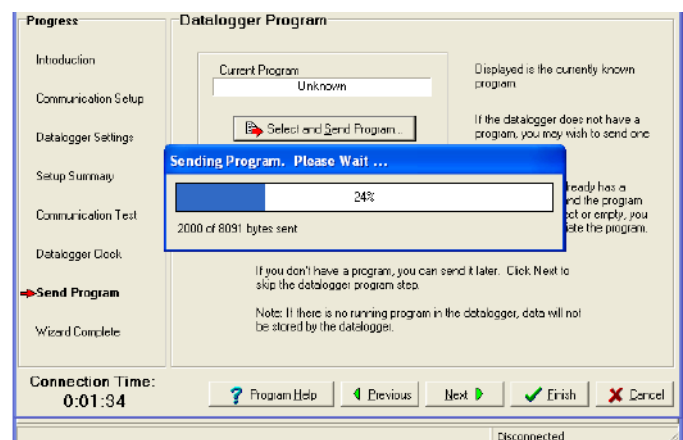 Progress
Introduction
Communication Setup
Datalogger Settings
Setup Summary
Communication Test
Datalogger Clock
Send Program
Wizard Complete
Connection Time:
0:01:34
Datalogger Program
Current Program
Unknown
Select and Send Program...
Displayed is the currently known
program.
If the datalogger does not have a
program, you may wish to send one
Sending Program. Please Wait ...
24%
2000 of 8091 bytes sent
has a
the program
or empty, you
the program.
If you don't have a program, you can send it later. Click Next to
skip the datalogger program step.
Note: If there is no running program in the datalogger, data will not
be stored by the datalogger.
Program Help
Previous
Next
Finish
Cancel
Disconnected